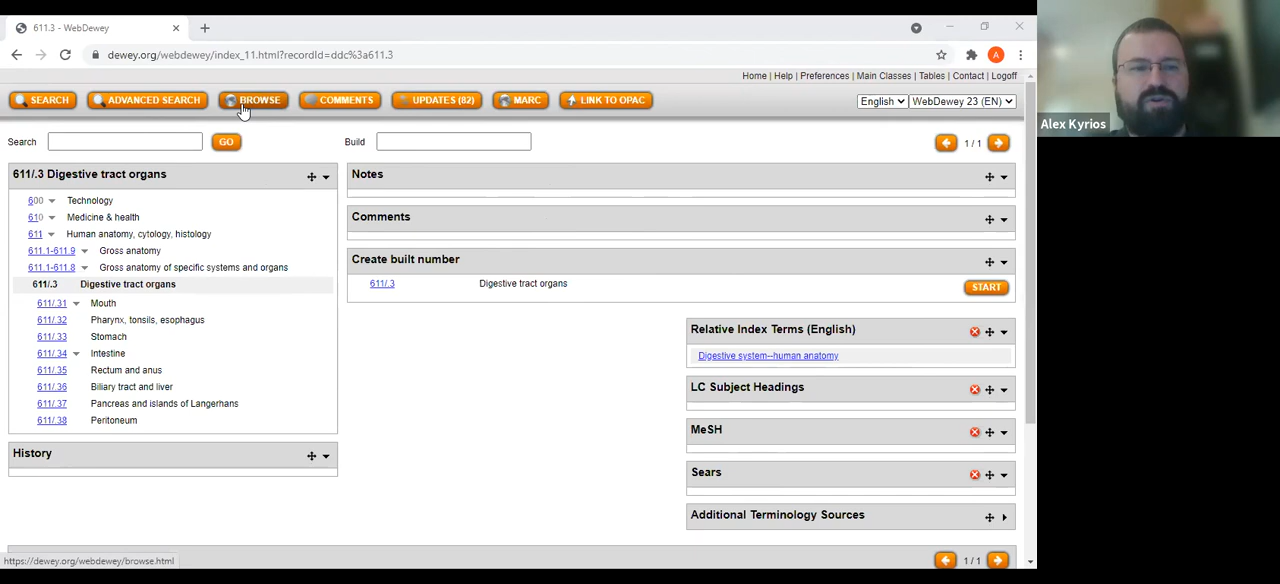 611.3 - WebDewey
dewey.org/webdewey/index_11.html?recordId=ddc%3a611.3
A
Home | Help | Preferences | Main Classes | Tables | Contact | Logoff
SEARCH ADVANCED SEARCH BROWSE COMMENTS UPDATES (82) MARC LINK TO OPAC English WebDewey 23 (EN)
Alex Kyrios
Search GO Build 1 / 1
611/.3 Digestive tract organs
600 Technology
610 Medicine & health
611 Human anatomy, cytology, histology
611.1-611.9 Gross anatomy
611.1-611.8 Gross anatomy of specific systems and organs
611/.3 Digestive tract organs
611/.31 Mouth
611/.32 Pharynx, tonsils, esophagus
611/.33 Stomach
611/.34 Intestine
611/.35 Rectum and anus
611/.36 Biliary tract and liver
611/.37 Pancreas and islands of Langerhans
611/.38 Peritoneum
History
Notes
Comments
Create built number
611/.3 Digestive tract organs START
Relative Index Terms (English)
Digestive system--human anatomy
LC Subject Headings
MeSH
Sears
Additional Terminology Sources
https://dewey.org/webdewey/browse.html
1 / 1